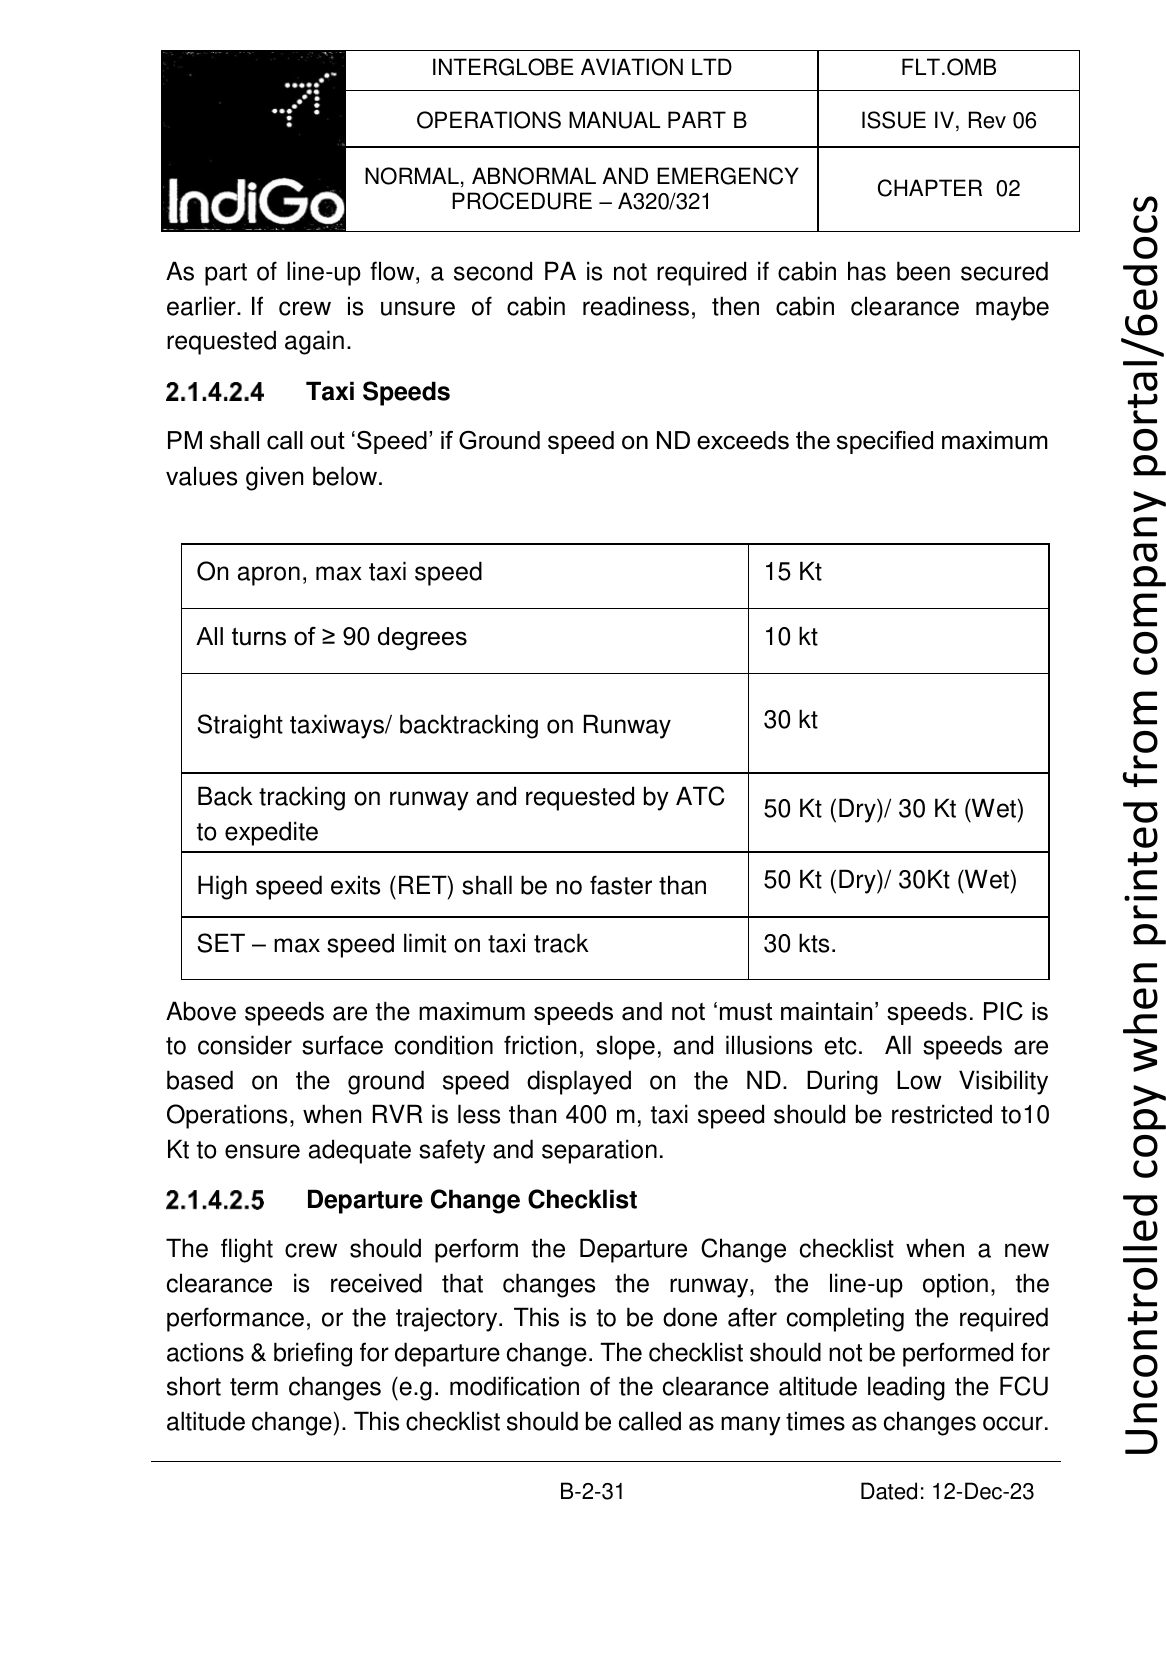 IndiGo
INTERGLOBE AVIATION LTD
FLT.OMB
OPERATIONS MANUAL PART B
ISSUE IV, Rev 06
NORMAL, ABNORMAL AND EMERGENCY
PROCEDURE – A320/321
CHAPTER 02
As part of line-up flow, a second PA is not required if cabin has been secured
earlier. If crew is unsure of cabin readiness, then cabin clearance maybe
requested again.
2.1.4.2.4 Taxi Speeds
PM shall call out ‘Speed’ if Ground speed on ND exceeds the specified maximum
values given below.
On apron, max taxi speed
15 Kt
All turns of ≥ 90 degrees
10 kt
Straight taxiways/ backtracking on Runway
30 kt
Back tracking on runway and requested by ATC
to expedite
50 Kt (Dry)/ 30 Kt (Wet)
High speed exits (RET) shall be no faster than
50 Kt (Dry)/ 30Kt (Wet)
SET – max speed limit on taxi track
30 kts.
Above speeds are the maximum speeds and not ‘must maintain’ speeds. PIC is
to consider surface condition friction, slope, and illusions etc.  All speeds are
based on the ground speed displayed on the ND. During Low Visibility
Operations, when RVR is less than 400 m, taxi speed should be restricted to10
Kt to ensure adequate safety and separation.
2.1.4.2.5 Departure Change Checklist
The flight crew should perform the Departure Change checklist when a new
clearance is received that changes the runway, the line-up option, the
performance, or the trajectory. This is to be done after completing the required
actions & briefing for departure change. The checklist should not be performed for
short term changes (e.g. modification of the clearance altitude leading the FCU
altitude change). This checklist should be called as many times as changes occur.
B-2-31
Dated: 12-Dec-23
Uncontrolled copy when printed from company portal/6edocs